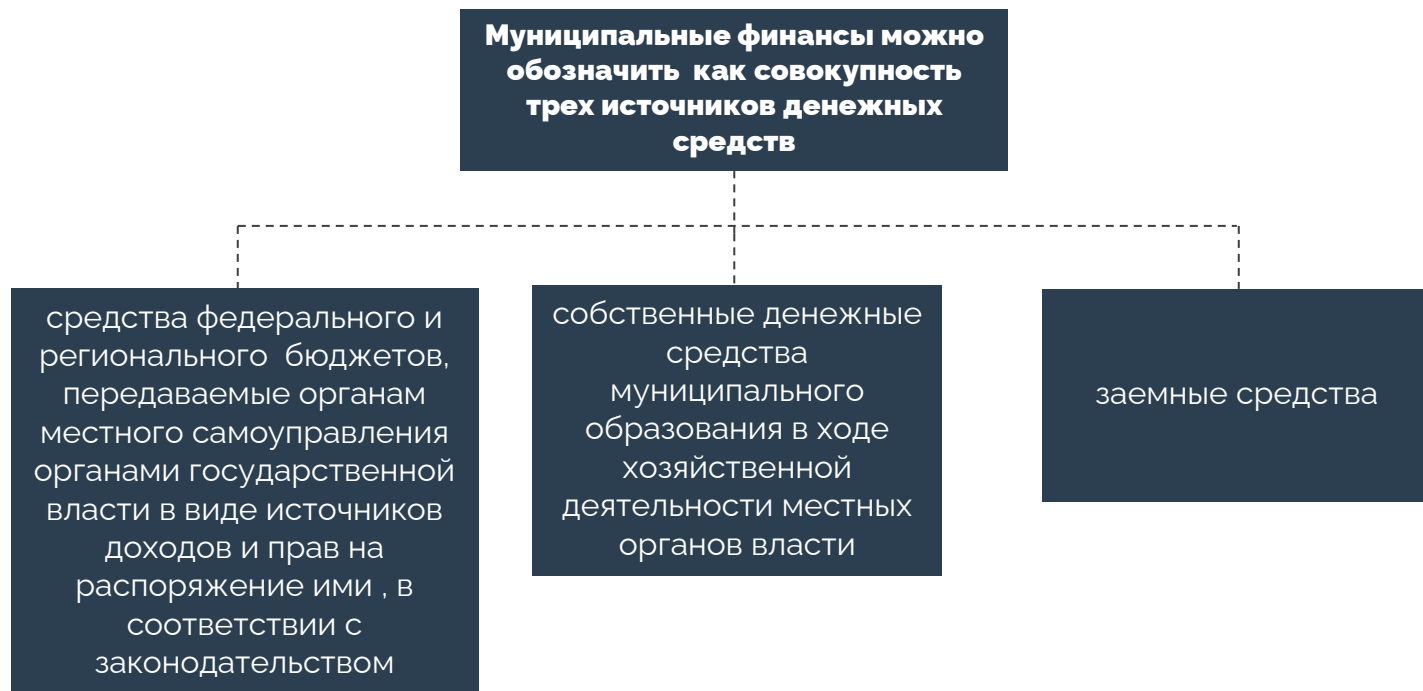 Муниципальные финансы можно
обозначить  как совокупность
трех источников денежных
средств
средства федерального и
регионального  бюджетов,
передаваемые органам
местного самоуправления
органами государственной
власти в виде источников
доходов и прав на
распоряжение ими , в
соответствии с
законодательством
собственные денежные
средства
муниципального
образования в ходе
хозяйственной
деятельности местных
органов власти
заемные средства